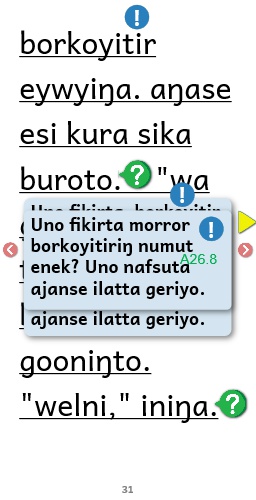 borkoyitir
eywyiŋa. aŋase
esi kura sika
buroto. "wa
Uno fikirta morror
borkoyitiriŋ numut
enek? Uno nafsuta
A26.8
ajanse ilatta geriyo.
ajanse ilatta geriyo.
gooniŋto.
"welni," iniŋa.
31